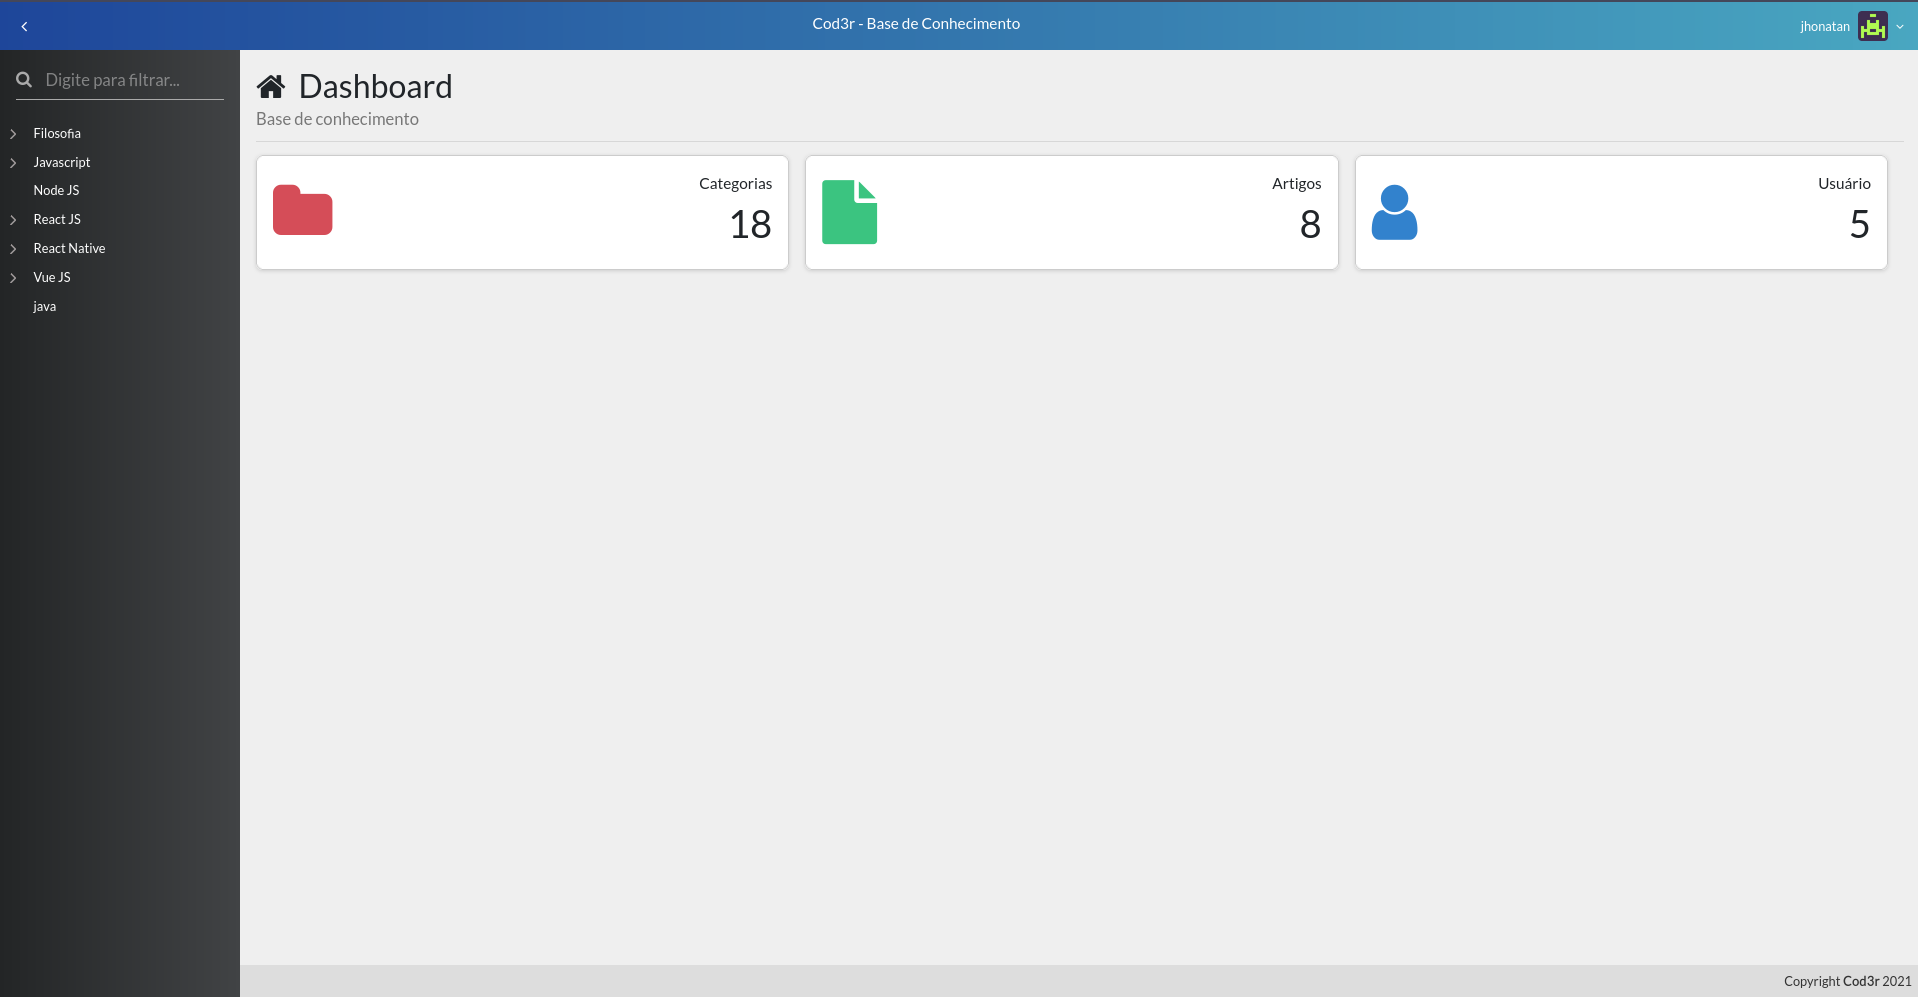 Cod3r - Base de Conhecimento
jhonatan
Digite para filtrar...
Filosofia
Javascript
Node JS
React JS
React Native
Vue JS
java
Dashboard
Base de conhecimento
Categorias
18
Artigos
8
Usuário
5
Copyright Cod3r 2021